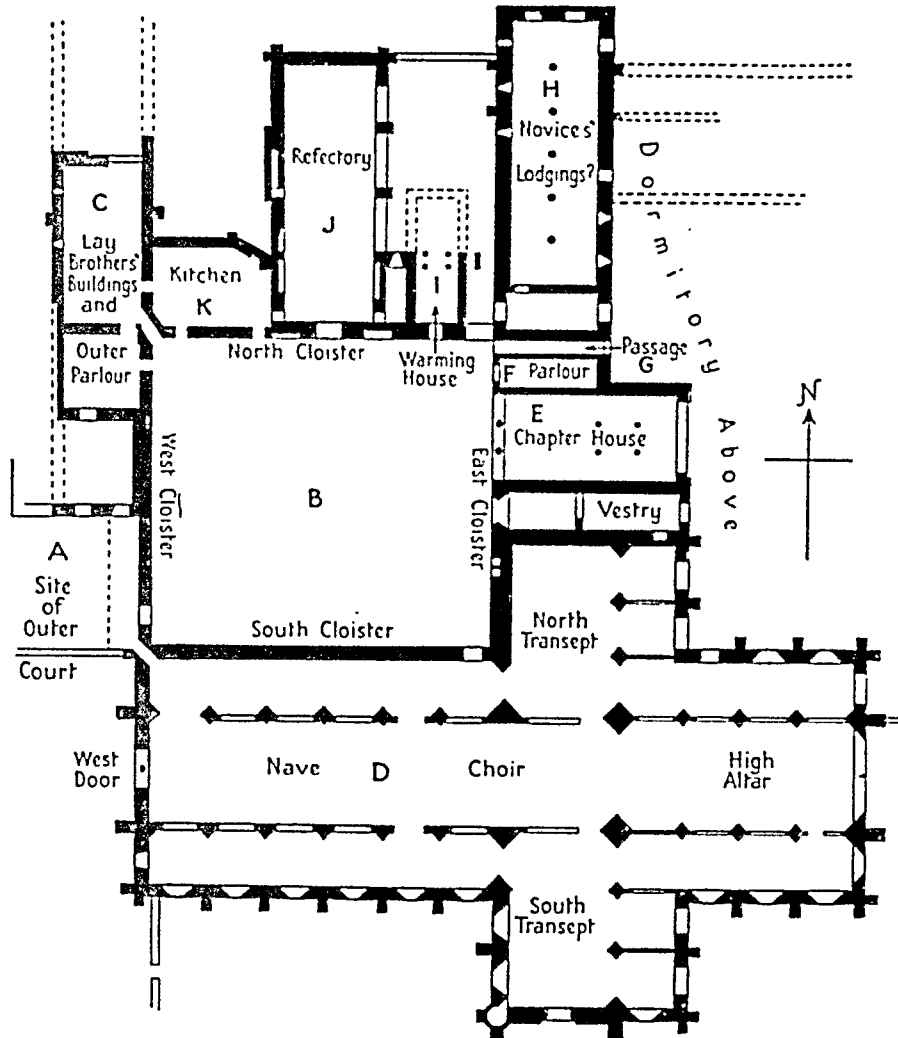 H
Novices'
Lodgings?
Dormitory
Above
Refectory
J
C
Lay
Brothers'
Buildings
and
Outer
Parlour
Kitchen
K
I
North Cloister
Warming
House
Passage
G
F Parlour
E
Chapter House
Vestry
N
West Cloister
B
East Cloister
A
Site
of
Outer
Court
South Cloister
North
Transept
West
Door
Nave D Choir
High
Altar
South
Transept